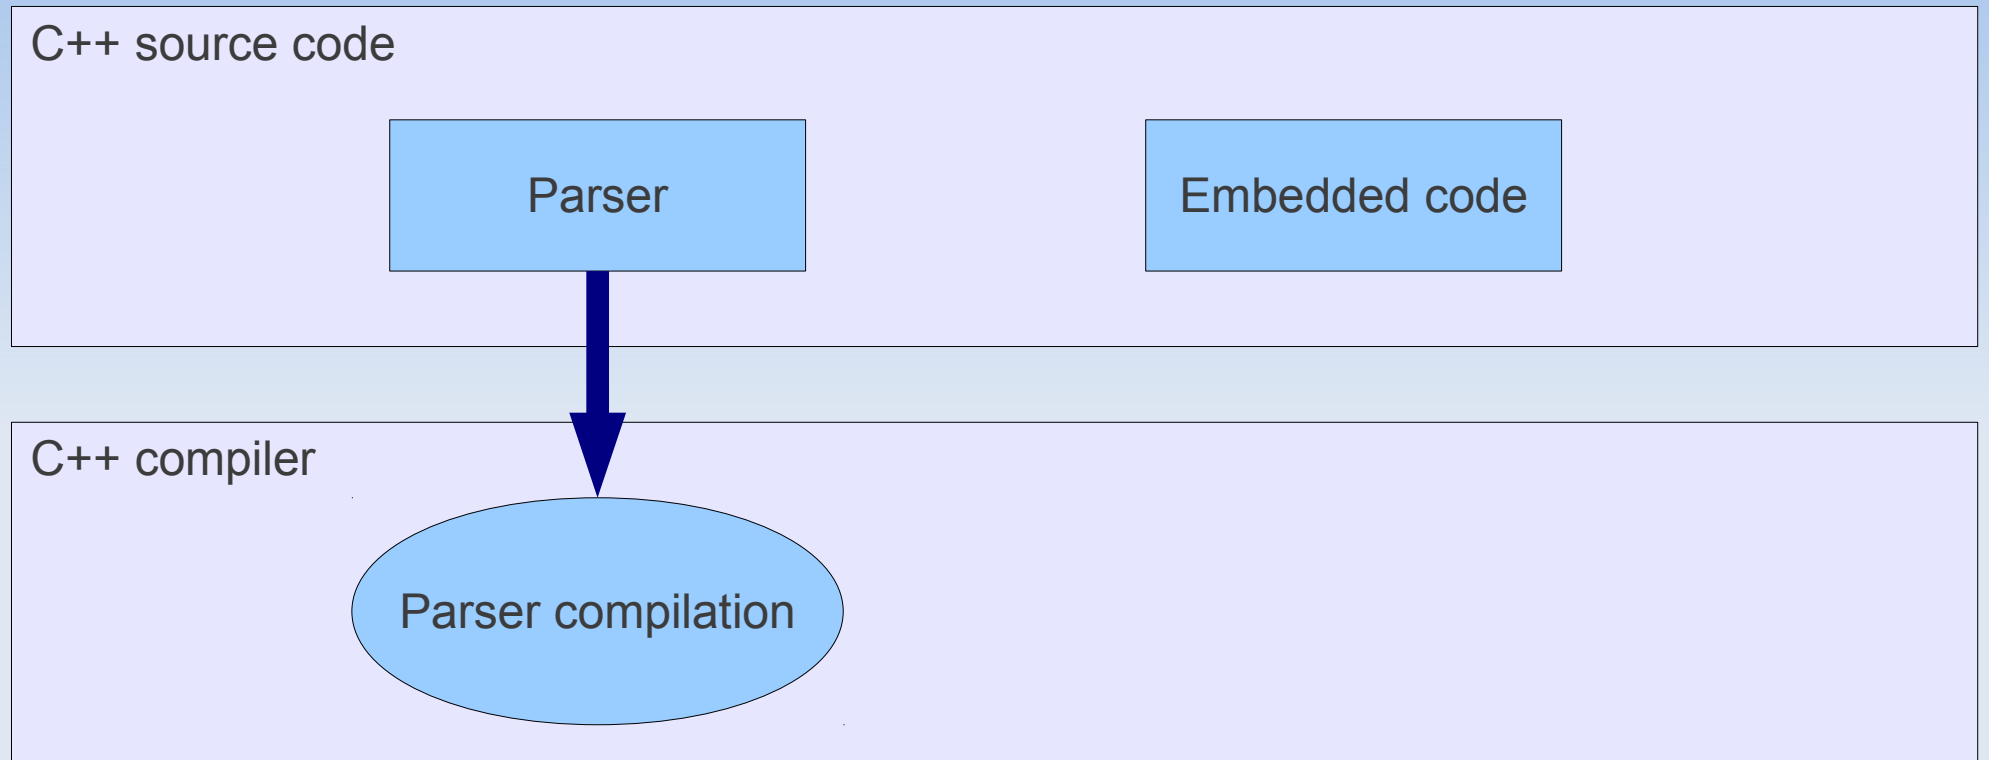 C++ source code
Parser
Embedded code
C++ compiler
Parser compilation